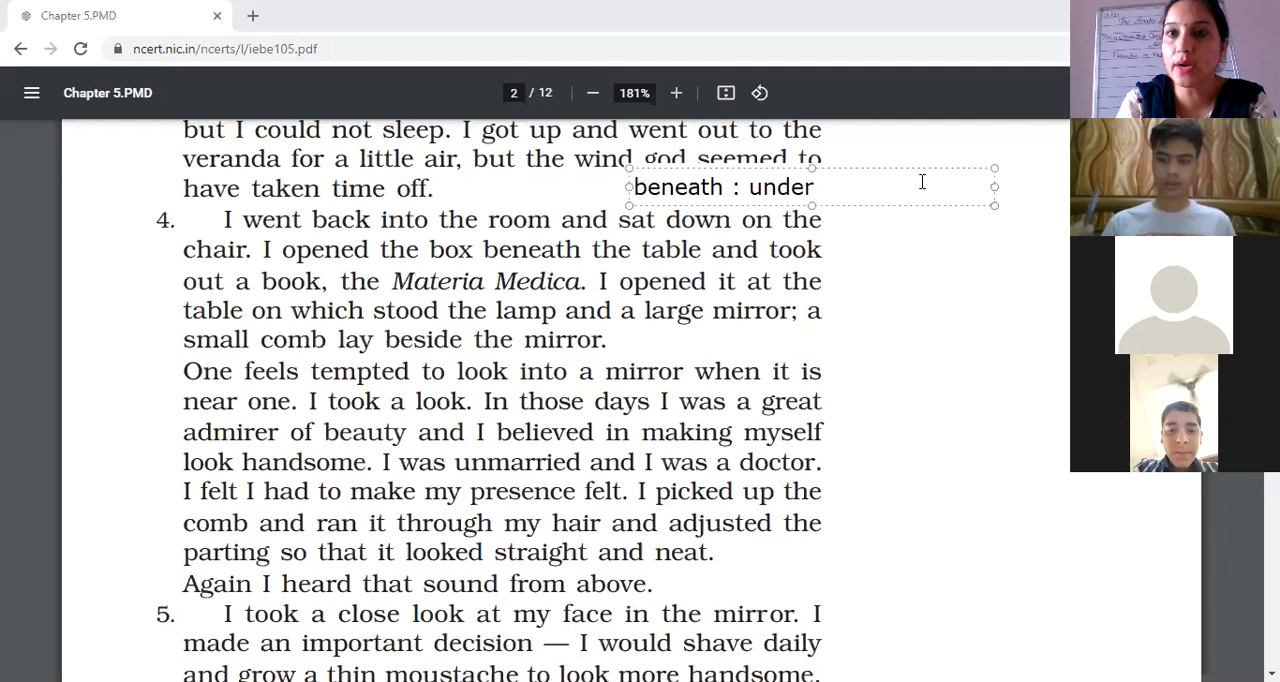 Chapter 5.PMD
ncert.nic.in/ncerts/l/iebe105.pdf
Chapter 5.PMD
2 / 12
181%
but I could not sleep. I got up and went out to the
veranda for a little air, but the wind god seemed to
have taken time off.
beneath : under
4. I went back into the room and sat down on the
chair. I opened the box beneath the table and took
out a book, the Materia Medica. I opened it at the
table on which stood the lamp and a large mirror; a
small comb lay beside the mirror.
One feels tempted to look into a mirror when it is
near one. I took a look. In those days I was a great
admirer of beauty and I believed in making myself
look handsome. I was unmarried and I was a doctor.
I felt I had to make my presence felt. I picked up the
comb and ran it through my hair and adjusted the
parting so that it looked straight and neat.
Again I heard that sound from above.
5. I took a close look at my face in the mirror. I
made an important decision — I would shave daily
and grow a thin moustache to look more handsome.